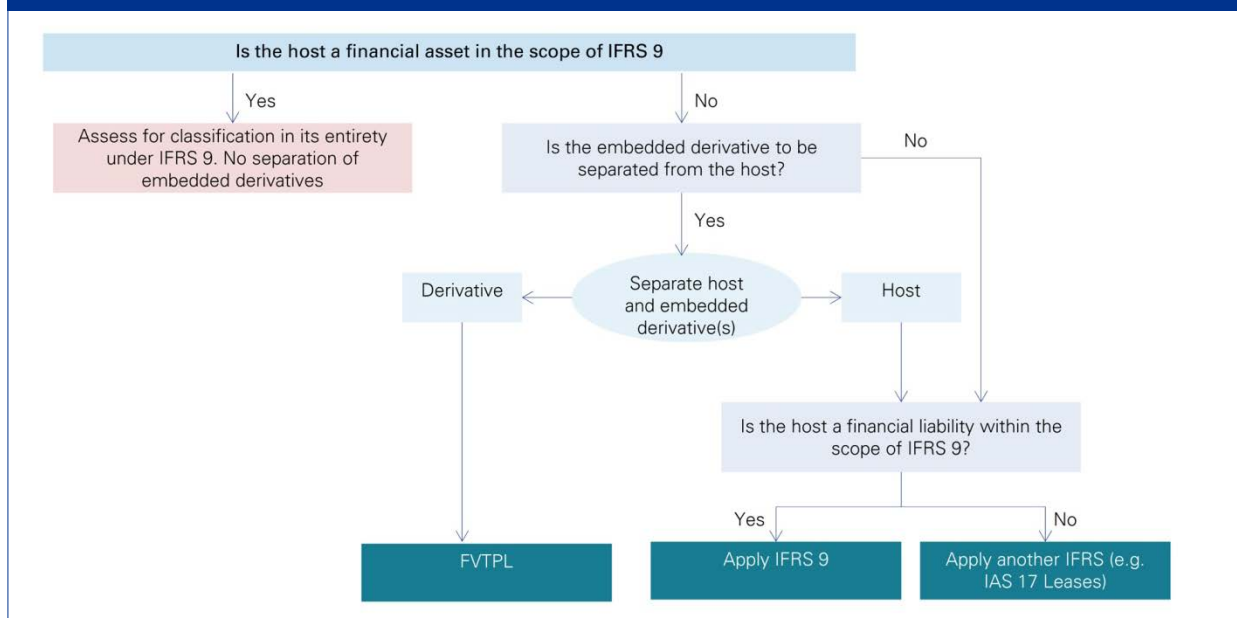 Is the host a financial asset in the scope of IFRS 9
Yes
No
Assess for classification in its entirety
under IFRS 9. No separation of
embedded derivatives
Is the embedded derivative to be
separated from the host?
No
Yes
Derivative
Separate host
and embedded
derivative(s)
Host
Is the host a financial liability within the
scope of IFRS 9?
Yes
No
FVTPL
Apply IFRS 9
Apply another IFRS (e.g.
IAS 17 Leases)